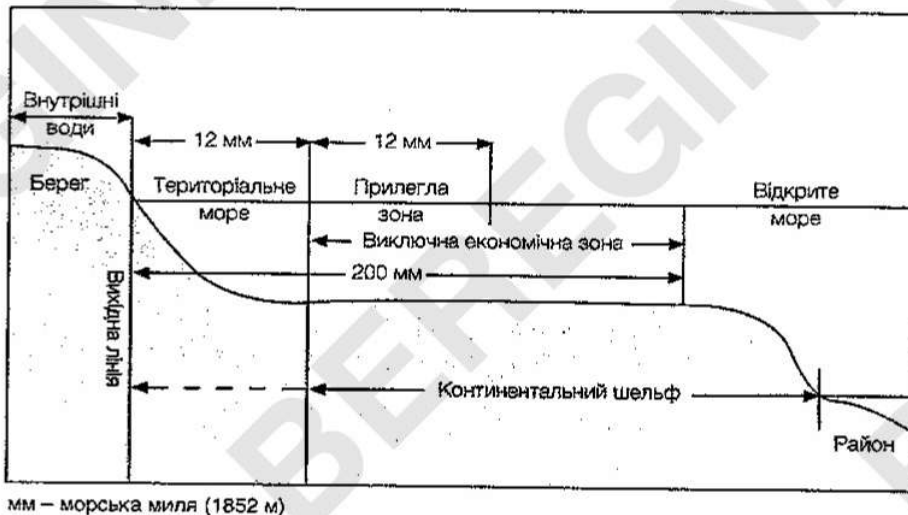 Внутрішні
води
12 мм
12 мм
Берег
Територіальне
море
Прилегла
зона
Відкрите
море
Виключна економічна зона
200 мм
Вихідна лінія
Континентальний шельф
Район
мм – морська миля (1852 м)
BEREGINI